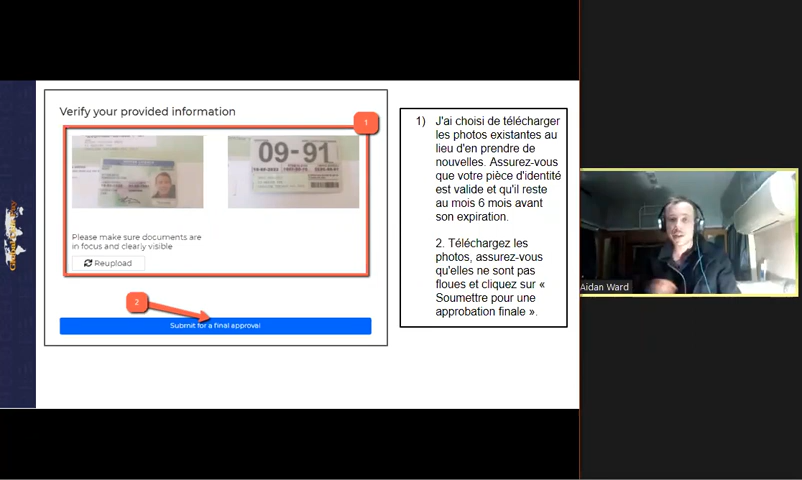 Verify your provided information
1
09-91
Please make sure documents are
in focus and clearly visible
Reupload
2
Submit for a final approval
1) J'ai choisi de télécharger
les photos existantes au
lieu d'en prendre de
nouvelles. Assurez-vous
que votre pièce d'identité
est valide et qu'il reste
au mois 6 mois avant
son expiration.
2. Téléchargez les
photos, assurez-vous
qu'elles ne sont pas
floues et cliquez sur «
Soumettre pour une
approbation finale ».
Aidan Ward